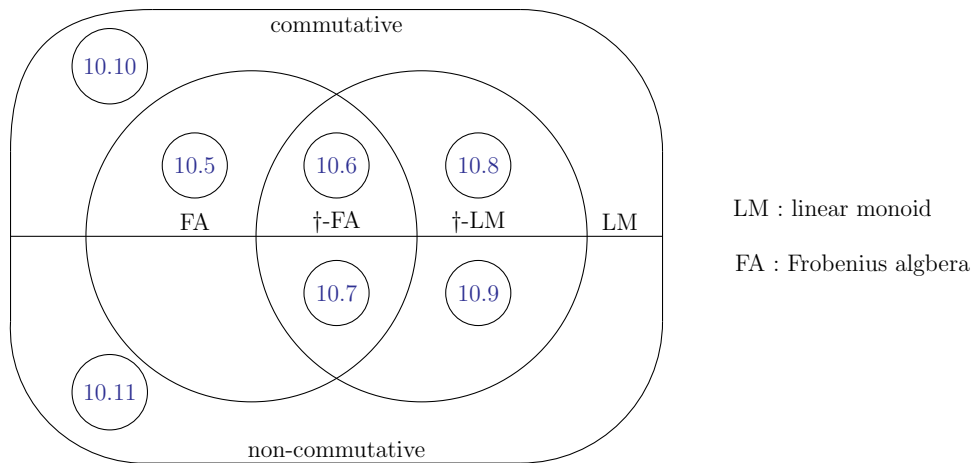 commutative
10.10
10.5
10.6
10.8
FA
†-FA
†-LM
LM
10.7
10.9
10.11
non-commutative
LM : linear monoid
FA : Frobenius algbera